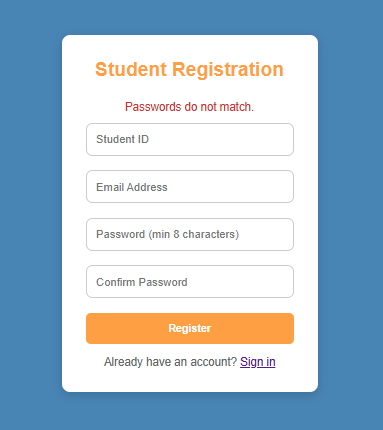 Student Registration
Passwords do not match.
Student ID
Email Address
Password (min 8 characters)
Confirm Password
Register
Already have an account? Sign in